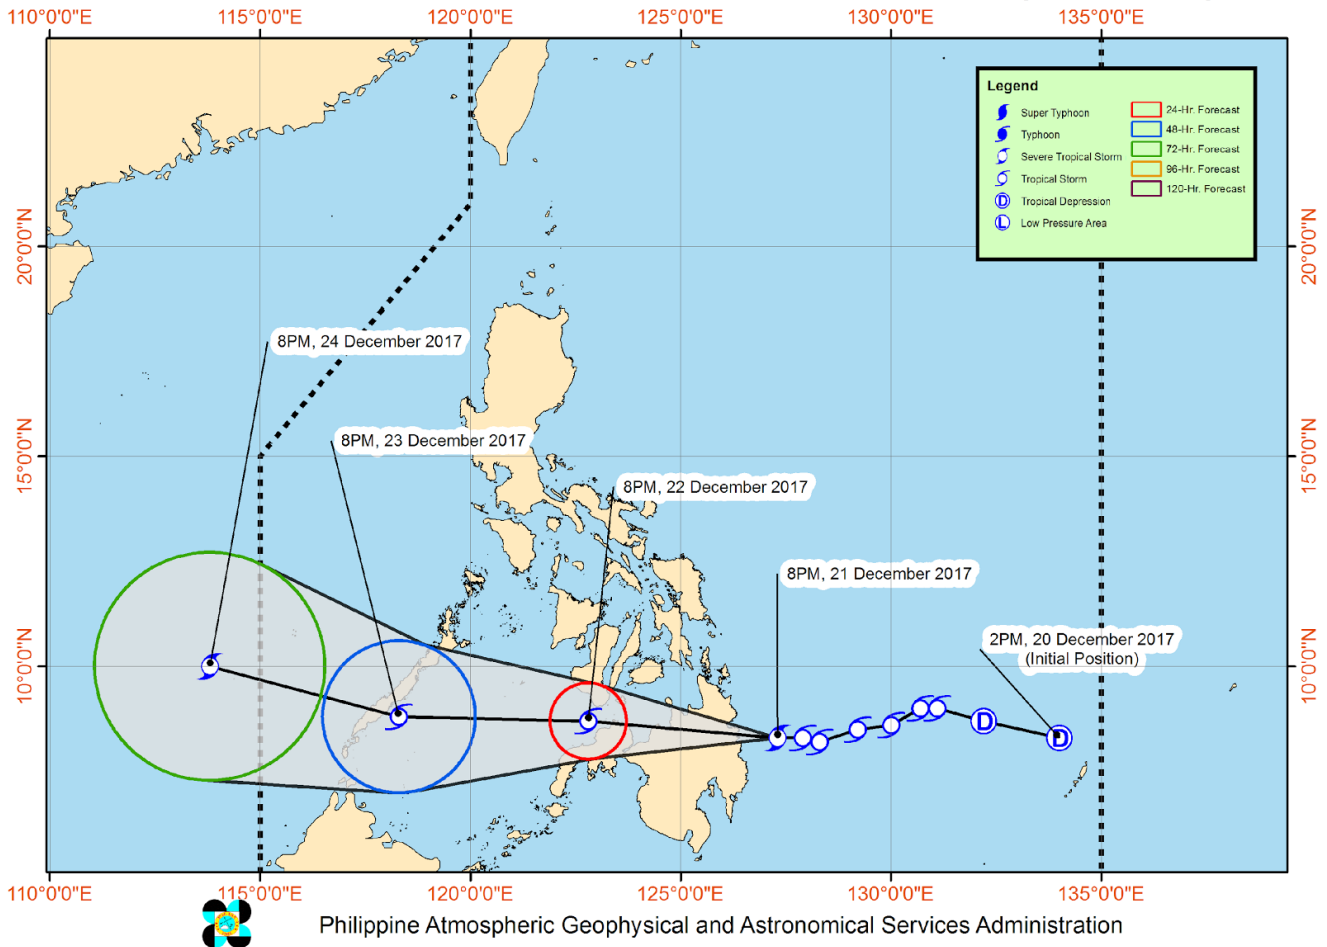 110°0'0"E 115°0'0"E 120°0'0"E 125°0'0"E 130°0'0"E 135°0'0"E
Legend
Super Typhoon
Typhoon
Severe Tropical Storm
Tropical Storm
D Tropical Depression
L Low Pressure Area
24-Hr. Forecast
48-Hr. Forecast
72-Hr. Forecast
96-Hr. Forecast
120-Hr. Forecast
20°0'0"N 20°0'0"N
8PM, 24 December 2017
8PM, 23 December 2017
15°0'0"N 15°0'0"N
8PM, 22 December 2017
8PM, 21 December 2017
2PM, 20 December 2017
(Initial Position)
10°0'0"N 10°0'0"N
D D
110°0'0"E 115°0'0"E 120°0'0"E 125°0'0"E 130°0'0"E 135°0'0"E
Philippine Atmospheric Geophysical and Astronomical Services Administration